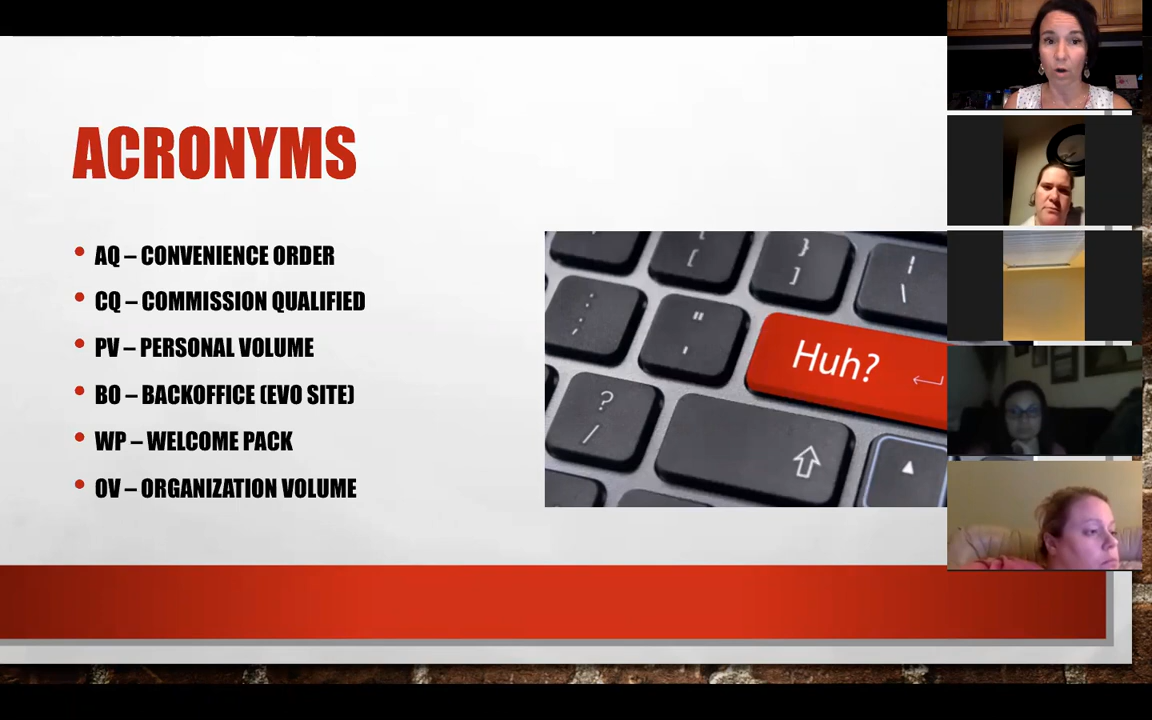 ACRONYMS
AQ – CONVENIENCE ORDER
CQ – COMMISSION QUALIFIED
PV – PERSONAL VOLUME
BO – BACKOFFICE (EVO SITE)
WP – WELCOME PACK
OV – ORGANIZATION VOLUME
{ [
} ]
| \
: ;
" '
Huh?
? /